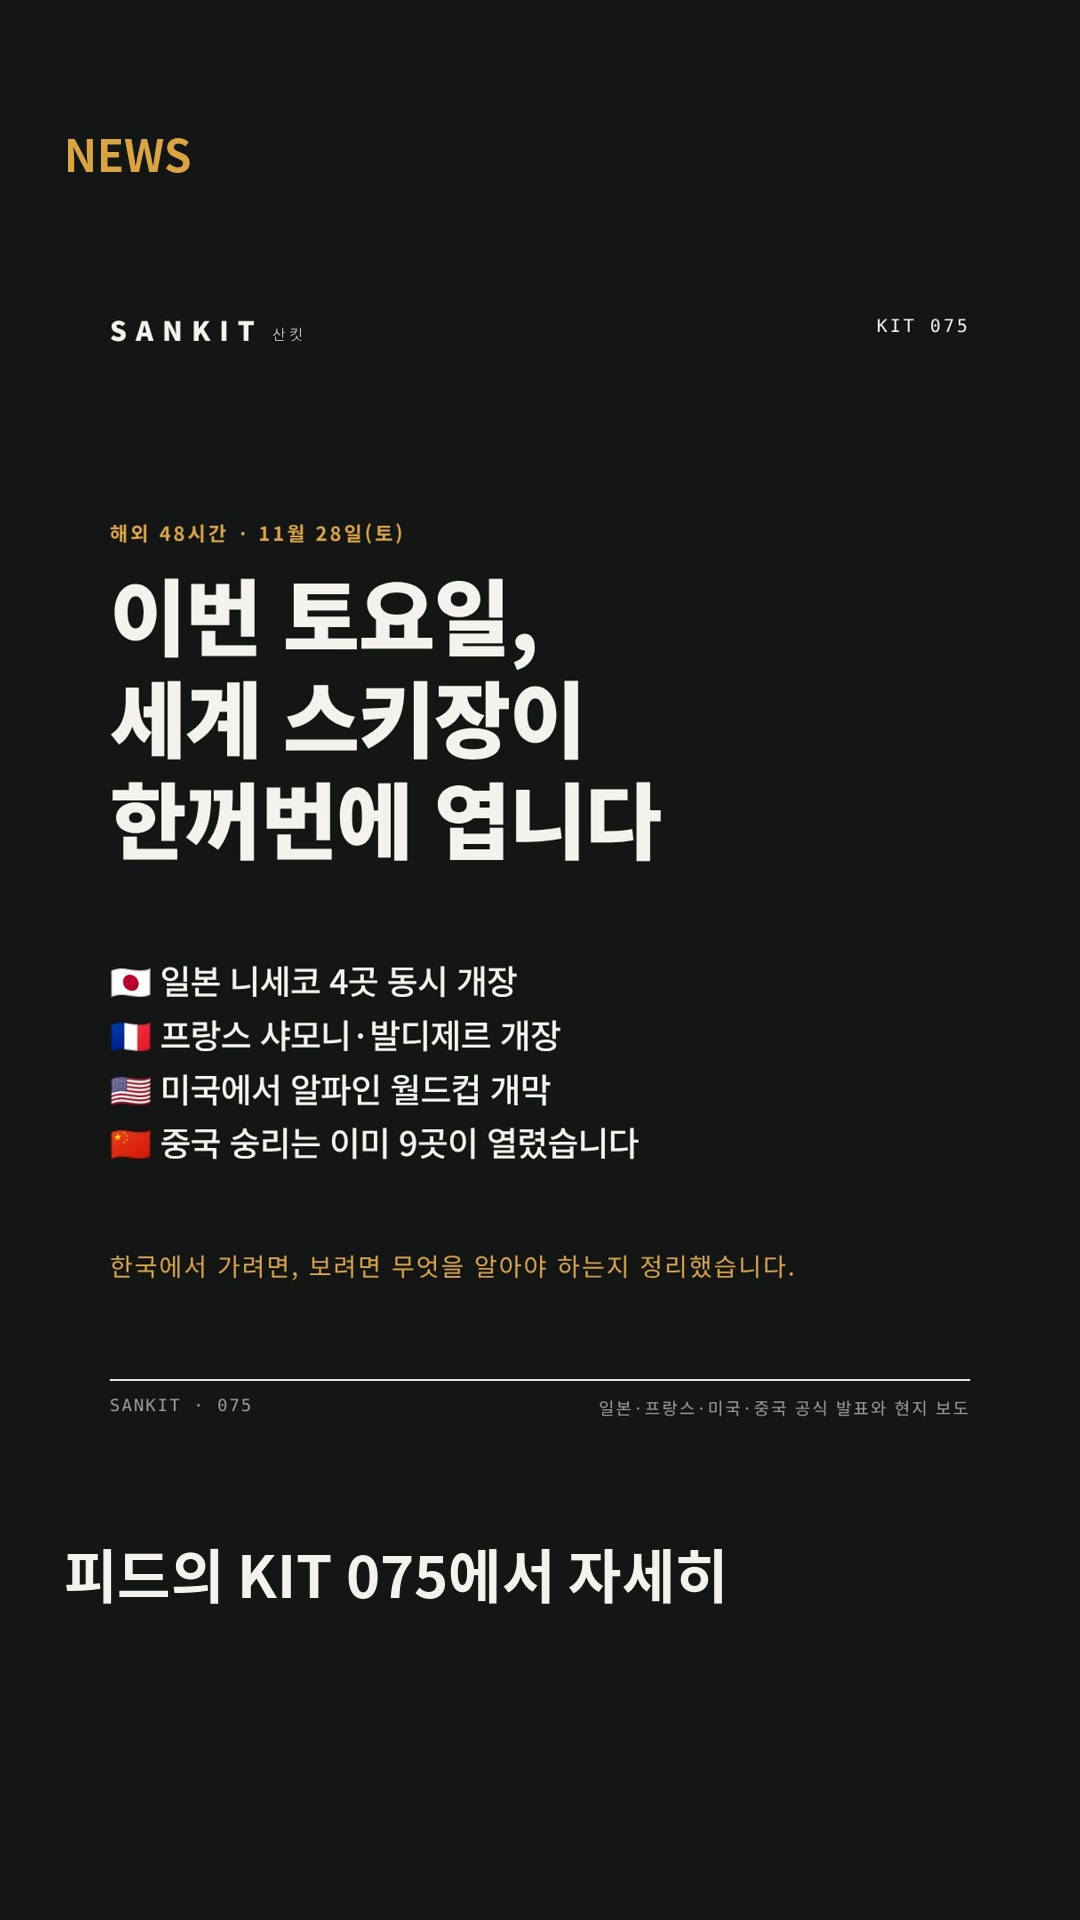 NEWS
SANKIT 산킷
KIT 075
해외 48시간 · 11월 28일(토)
이번 토요일,
세계 스키장이
한꺼번에 엽니다
🇯🇵 일본 니세코 4곳 동시 개장
🇫🇷 프랑스 샤모니·발디제르 개장
🇺🇸 미국에서 알파인 월드컵 개막
🇨🇳 중국 숭리는 이미 9곳이 열렸습니다
한국에서 가려면, 보려면 무엇을 알아야 하는지 정리했습니다.
SANKIT · 075
일본·프랑스·미국·중국 공식 발표와 현지 보도
피드의 KIT 075에서 자세히